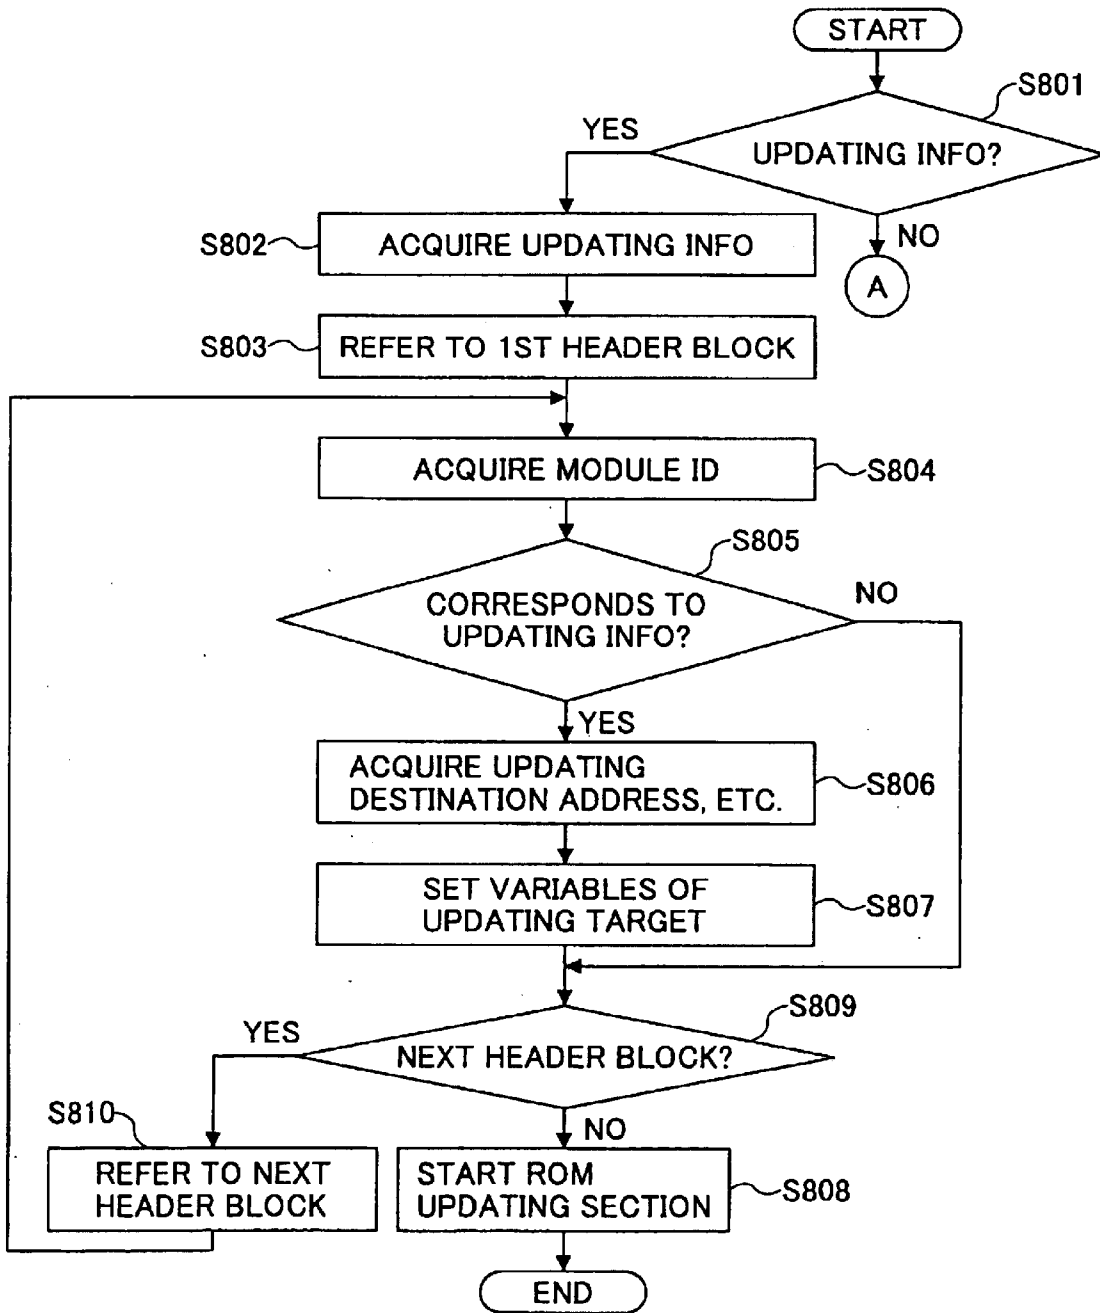 START
S801
YES
UPDATING INFO?
S802
ACQUIRE UPDATING INFO
NO
A
S803
REFER TO 1ST HEADER BLOCK
ACQUIRE MODULE ID
S804
S805
CORRESPONDS TO
UPDATING INFO?
NO
YES
ACQUIRE UPDATING
DESTINATION ADDRESS, ETC.
S806
SET VARIABLES OF
UPDATING TARGET
S807
S809
YES
NEXT HEADER BLOCK?
S810
NO
REFER TO NEXT
HEADER BLOCK
START ROM
UPDATING SECTION
S808
END